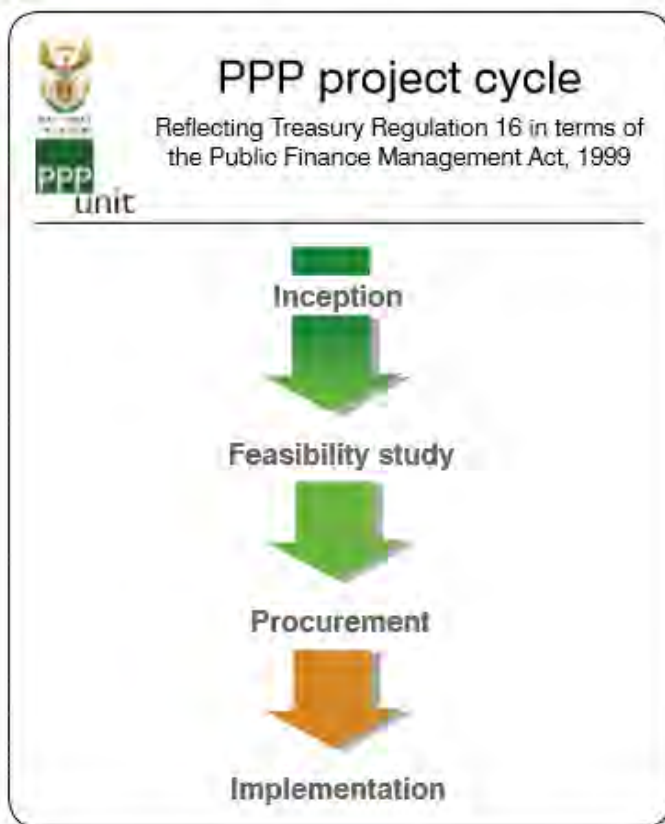 PPP project cycle
Reflecting Treasury Regulation 16 in terms of
the Public Finance Management Act, 1999
PPP
unit
Inception
Feasibility study
Procurement
Implementation